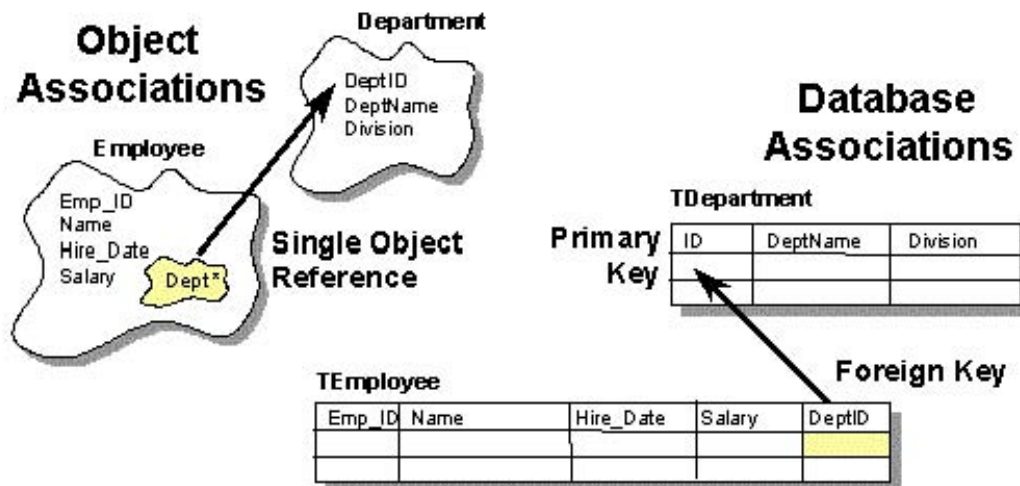 Object
Associations
Department
DeptID
DeptName
Division
Employee
Emp_ID
Name
Hire_Date
Salary
Dept*
Single Object
Reference
Database
Associations
TDepartment
Primary
Key
ID DeptName Division
Foreign Key
TEmployee
Emp_ID Name Hire_Date Salary DeptID